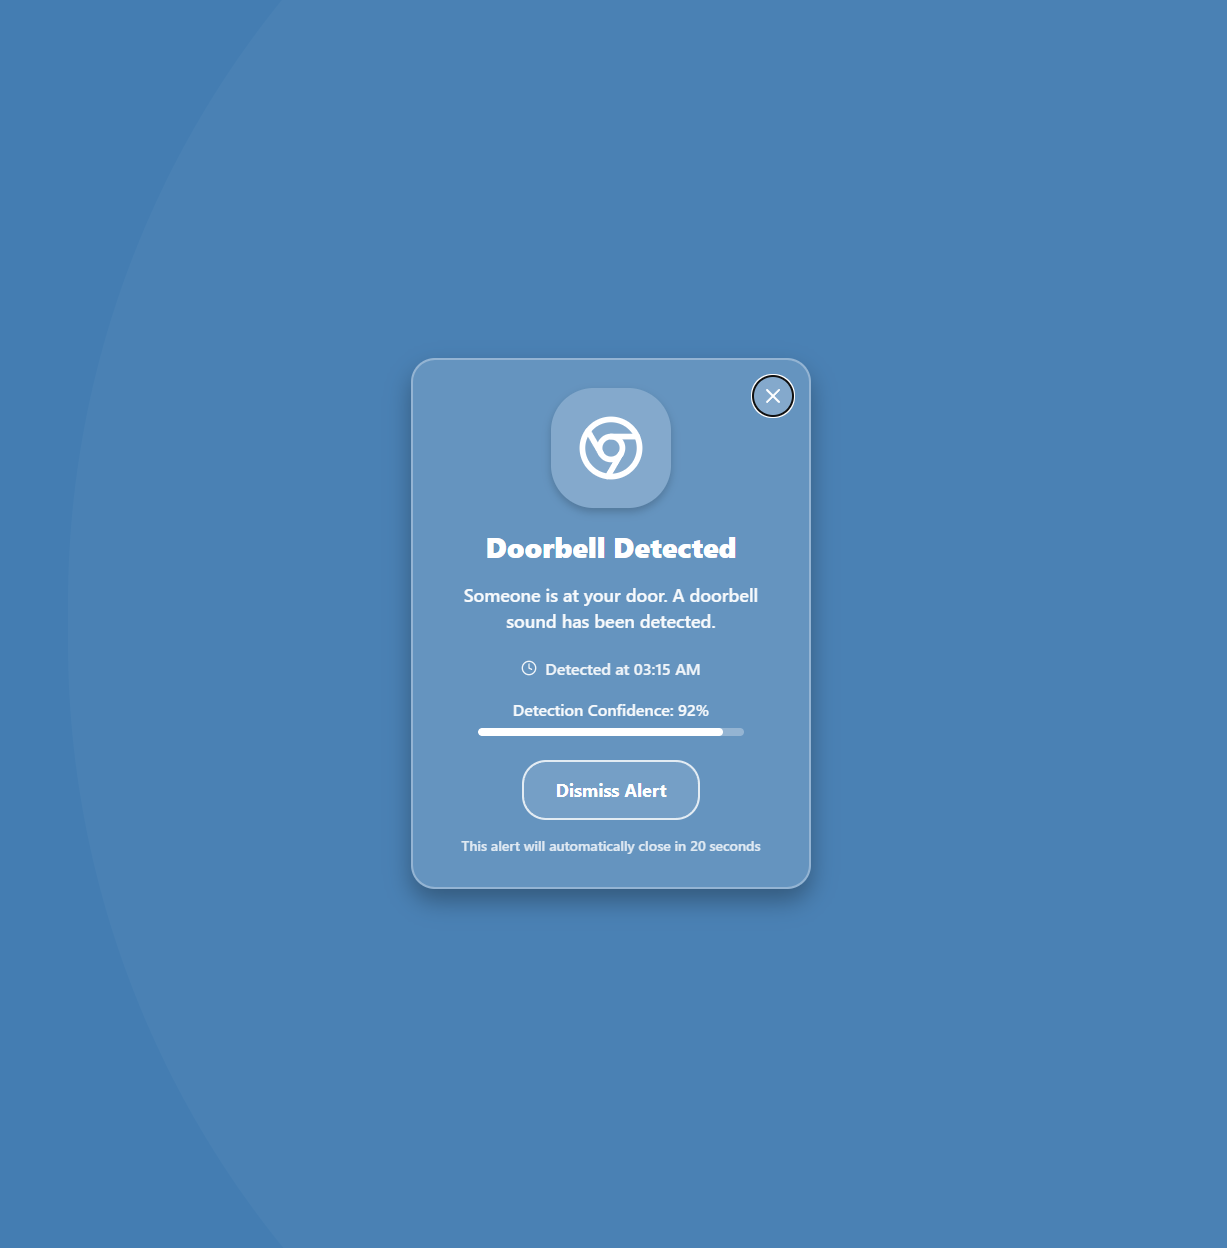 Doorbell Detected
Someone is at your door. A doorbell
sound has been detected.
Detected at 03:15 AM
Detection Confidence: 92%
Dismiss Alert
This alert will automatically close in 20 seconds